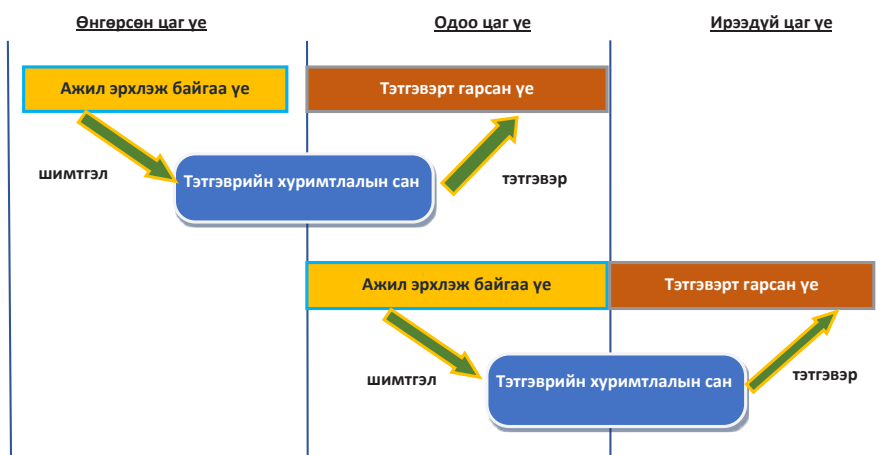 Өнгөрсөн цаг үе
Одоо цаг үе
Ирээдүй цаг үе
Ажил эрхлэж байгаа үе
Тэтгэвэрт гарсан үе
шимтгэл
Тэтгэврийн хуримтлалын сан
тэтгэвэр
Ажил эрхлэж байгаа үе
Тэтгэвэрт гарсан үе
шимтгэл
Тэтгэврийн хуримтлалын сан
тэтгэвэр